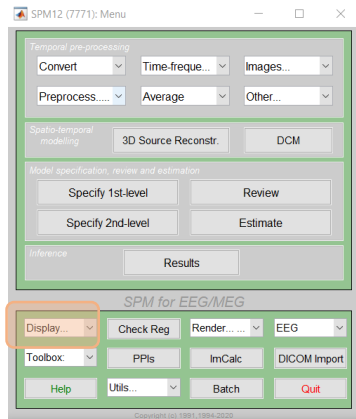 SPM12 (7771): Menu
Temporal pre-processing
Convert Time-freque... Images...
Preprocess..... Average Other...
Spatio-temporal
modelling 3D Source Reconstr. DCM
Model specification, review and estimation
Specify 1st-level Review
Specify 2nd-level Estimate
Inference
Results
SPM for EEG/MEG
Display... Check Reg Render... ... EEG
Toolbox: PPIs ImCalc DICOM Import
Help Utils... Batch Quit
Copyright (c) 1991,1994-2020